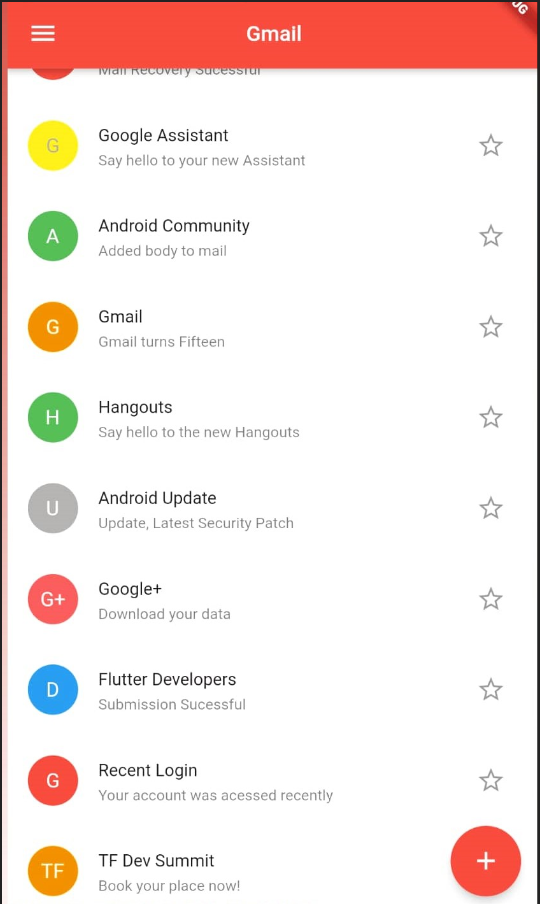 UG
Gmail
Mail Recovery Sucessful
G
Google Assistant
Say hello to your new Assistant
A
Android Community
Added body to mail
G
Gmail
Gmail turns Fifteen
H
Hangouts
Say hello to the new Hangouts
U
Android Update
Update, Latest Security Patch
G+
Google+
Download your data
D
Flutter Developers
Submission Sucessful
G
Recent Login
Your account was acessed recently
TF
TF Dev Summit
Book your place now!
+